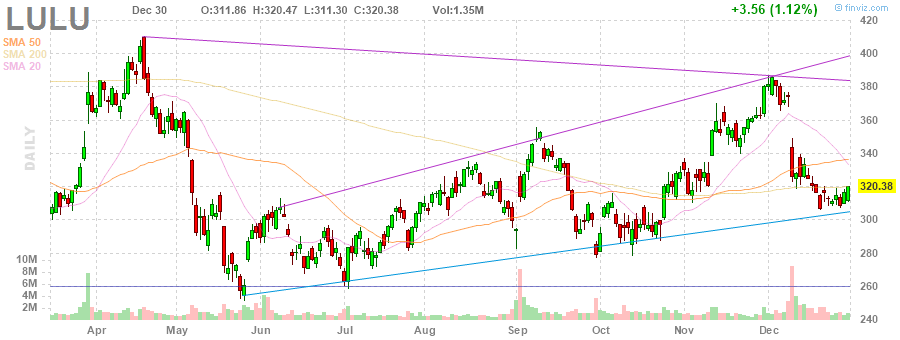 LULU Dec 30 O:311.86 H:320.47 L:311.30 C:320.38 Vol:1.35M +3.56 (1.12%) © finviz.com
SMA 50
SMA 200
SMA 20
DAILY
420
400
380
360
340
320.38
300
280
260
240
10M
8M
6M
4M
2M
Apr May Jun Jul Aug Sep Oct Nov Dec